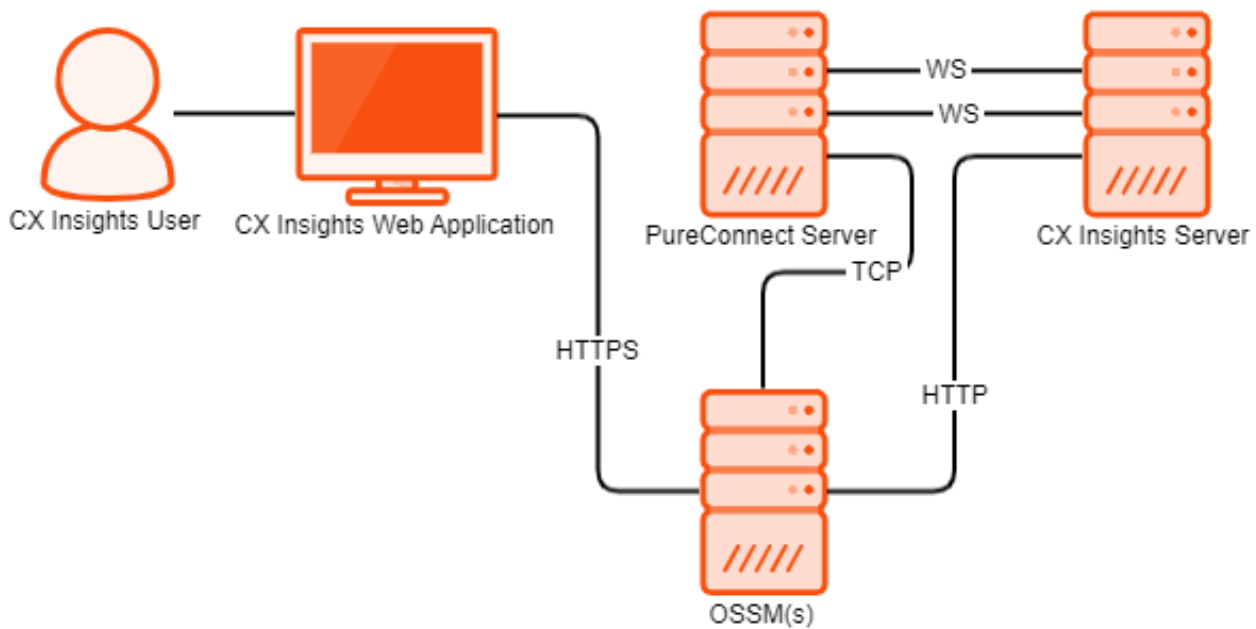 WS
WS
CX Insights User
CX Insights Web Application
PureConnect Server
CX Insights Server
TCP
HTTPS
HTTP
OSSM(s)